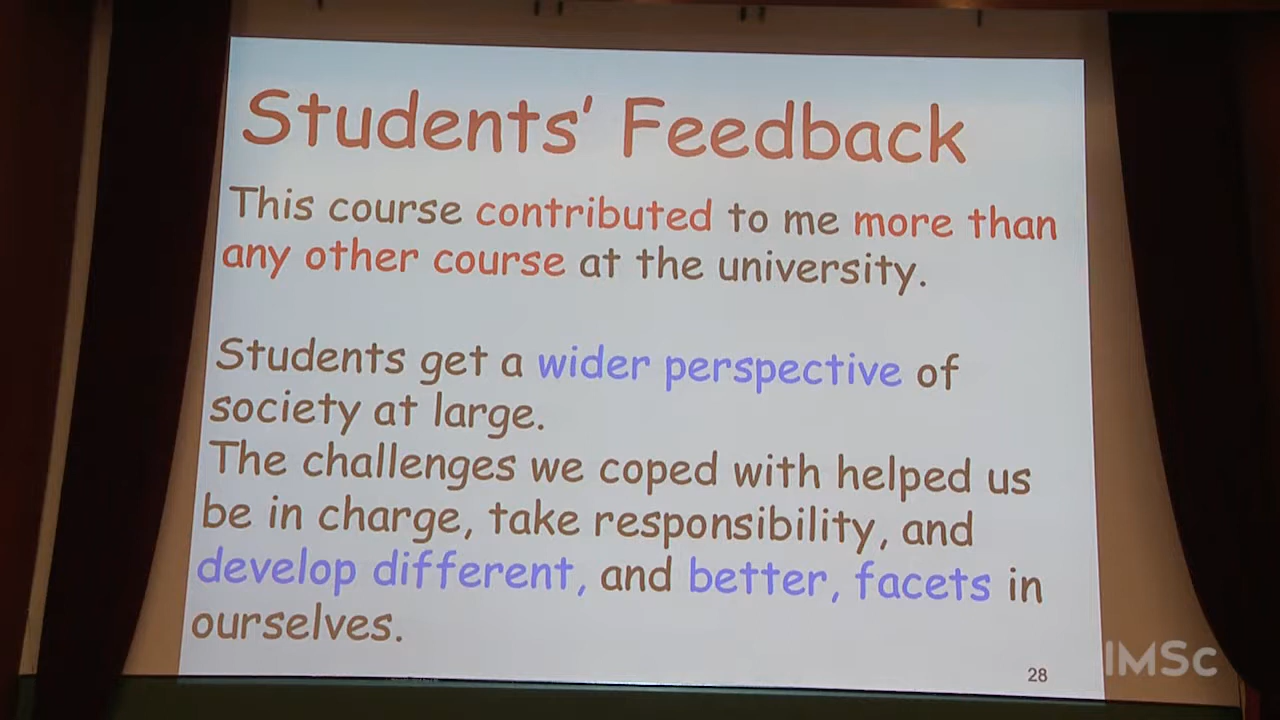 Students' Feedback
This course contributed to me more than
any other course at the university.
Students get a wider perspective of
society at large.
The challenges we coped with helped us
be in charge, take responsibility, and
develop different, and better, facets in
ourselves.
28
IMSc